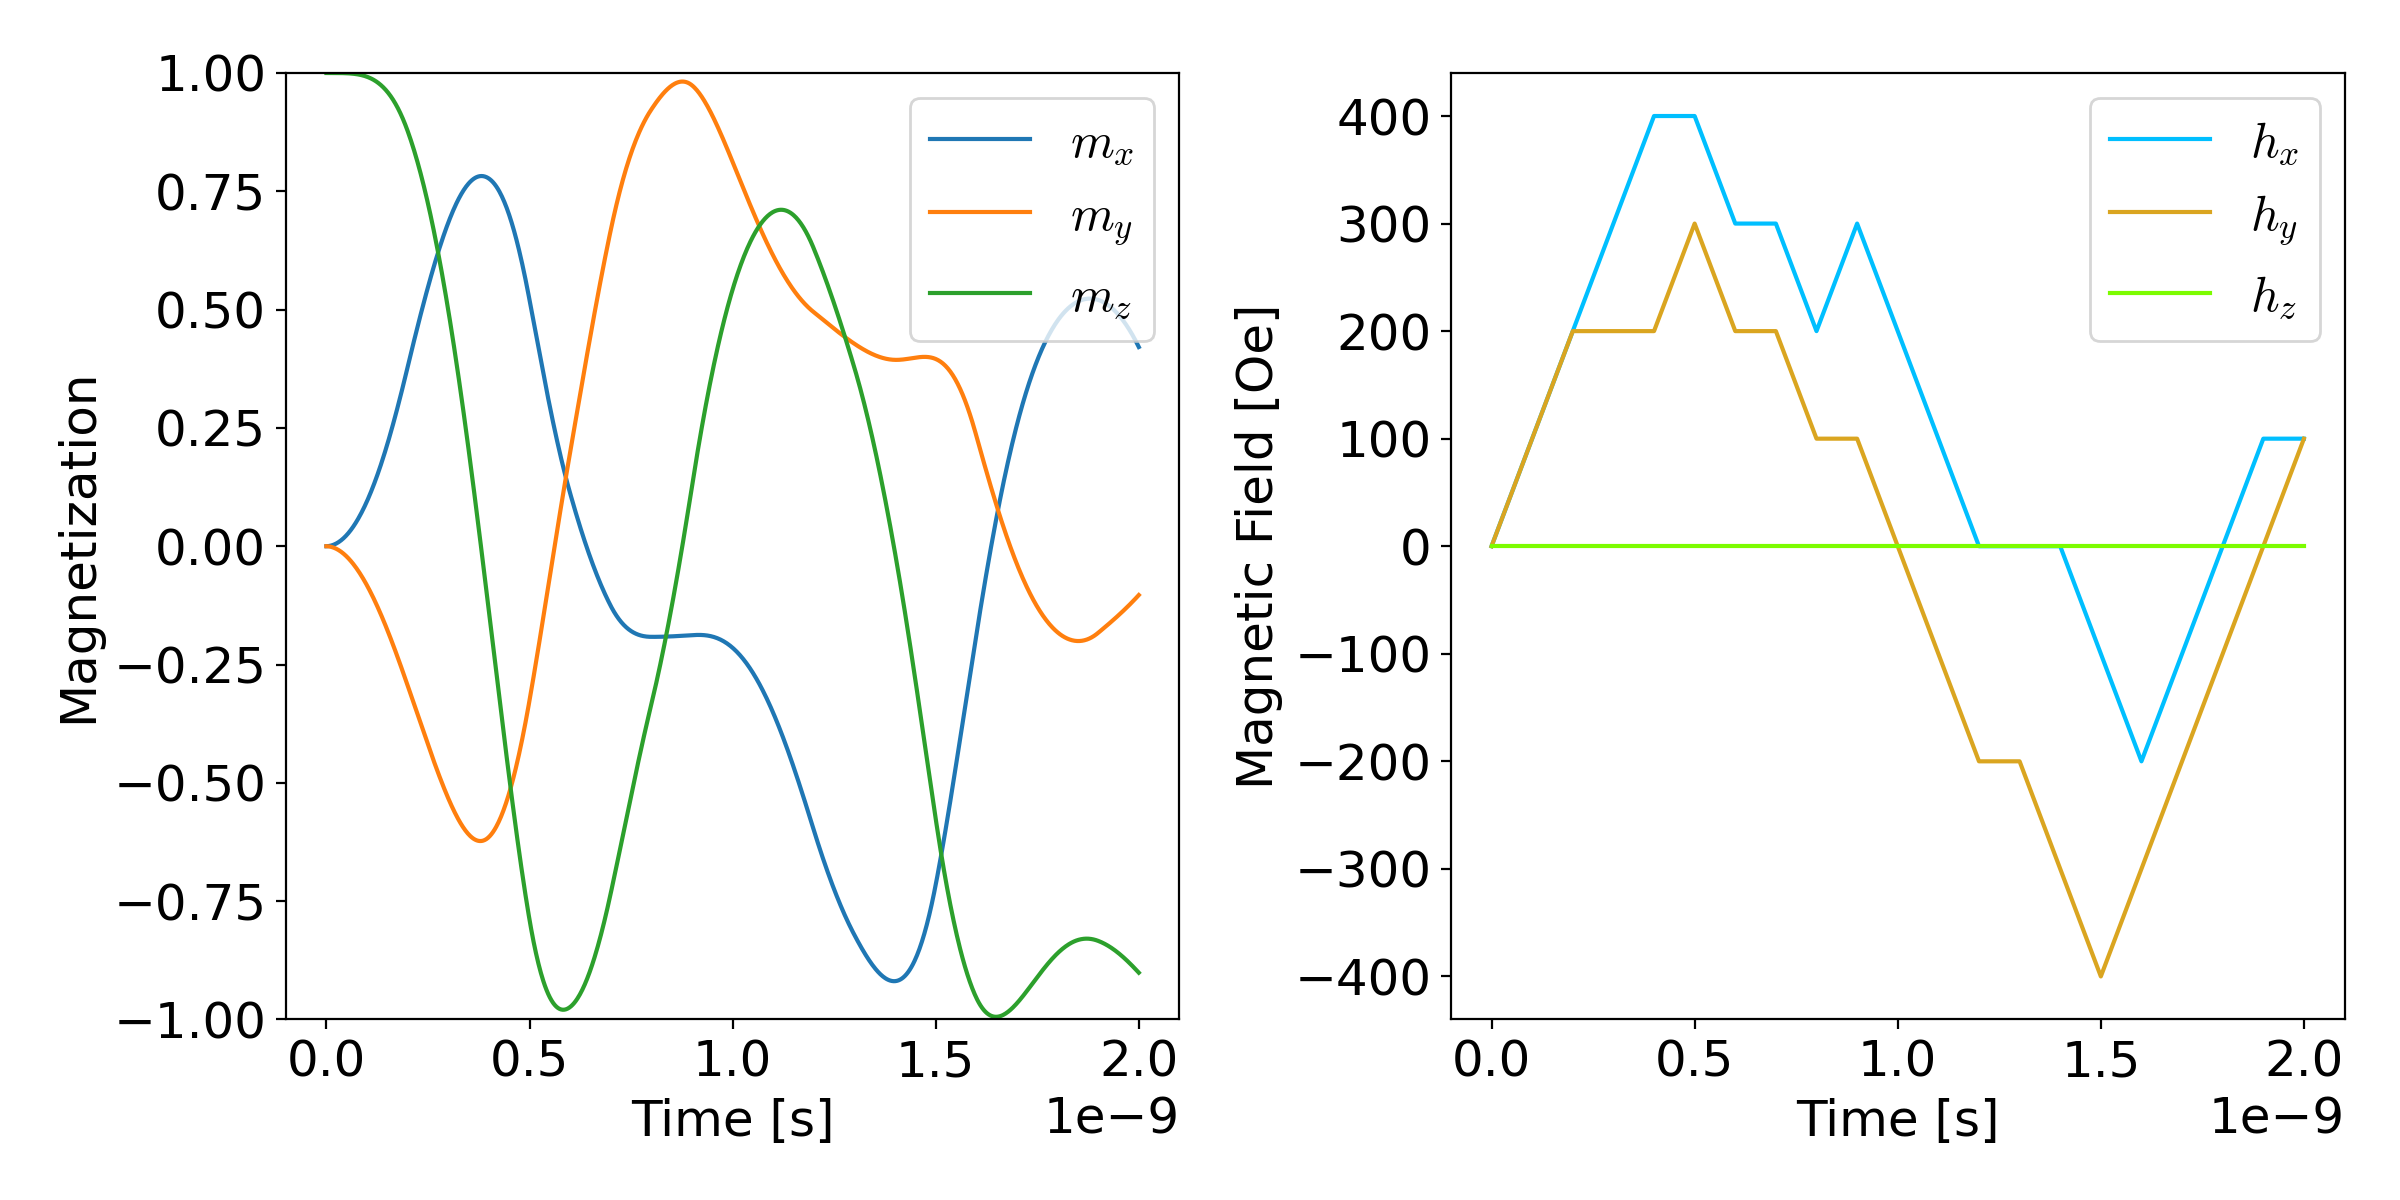 1.00
0.75
0.50
0.25
0.00
−0.25
−0.50
−0.75
−1.00
Magnetization
0.0 0.5 1.0 1.5 2.0
Time [s]
1e−9
m_x
m_y
m_z
400
300
200
100
0
−100
−200
−300
−400
Magnetic Field [Oe]
0.0 0.5 1.0 1.5 2.0
Time [s]
1e−9
h_x
h_y
h_z